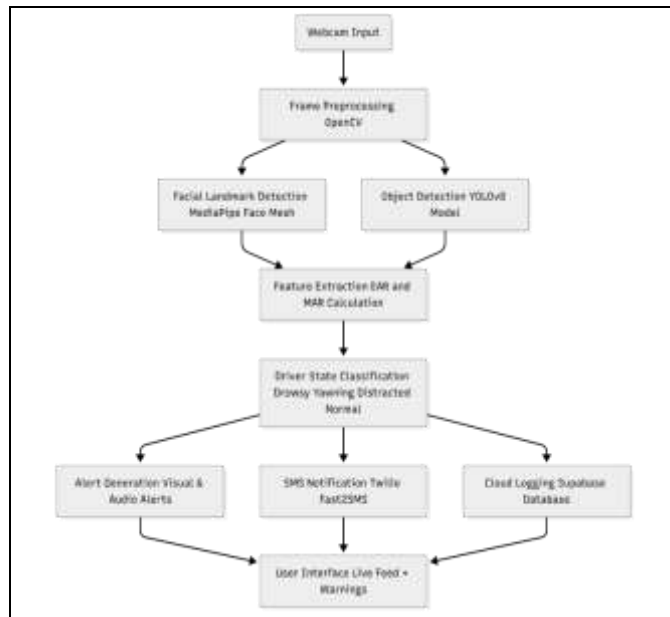 Webcam Input
Frame Preprocessing
OpenCV
Facial Landmark Detection
MediaPipe Face Mesh
Object Detection YOLOv8
Model
Feature Extraction EAR and
MAR Calculation
Driver State Classification
Drowsy Yawning Distracted
Normal
Alert Generation Visual &
Audio Alerts
SMS Notification Twilio
Fast2SMS
Cloud Logging Supabase
Database
User Interface Live Feed +
Warnings